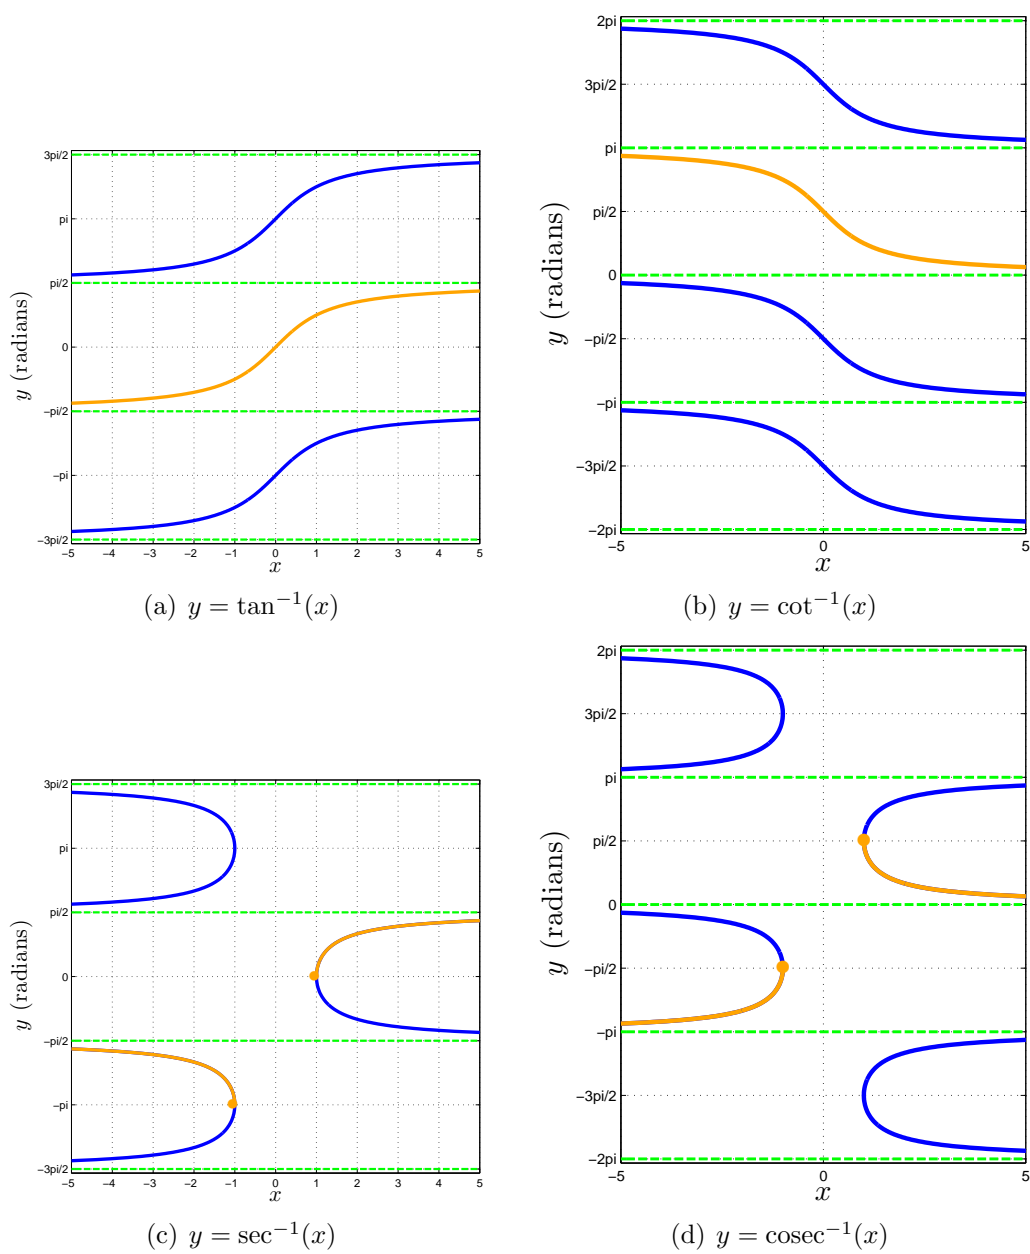 3pi/2
pi
pi/2
0
−pi/2
−pi
−3pi/2
y (radians)
−5 −4 −3 −2 −1 0 1 2 3 4 5
x
(a) y = tan⁻¹(x)
2pi
3pi/2
pi
pi/2
0
−pi/2
−pi
−3pi/2
−2pi
y (radians)
−5 0 5
x
(b) y = cot⁻¹(x)
3pi/2
pi
pi/2
0
−pi/2
−pi
−3pi/2
y (radians)
−5 −4 −3 −2 −1 0 1 2 3 4 5
x
(c) y = sec⁻¹(x)
2pi
3pi/2
pi
pi/2
0
−pi/2
−pi
−3pi/2
−2pi
y (radians)
−5 0 5
x
(d) y = cosec⁻¹(x)